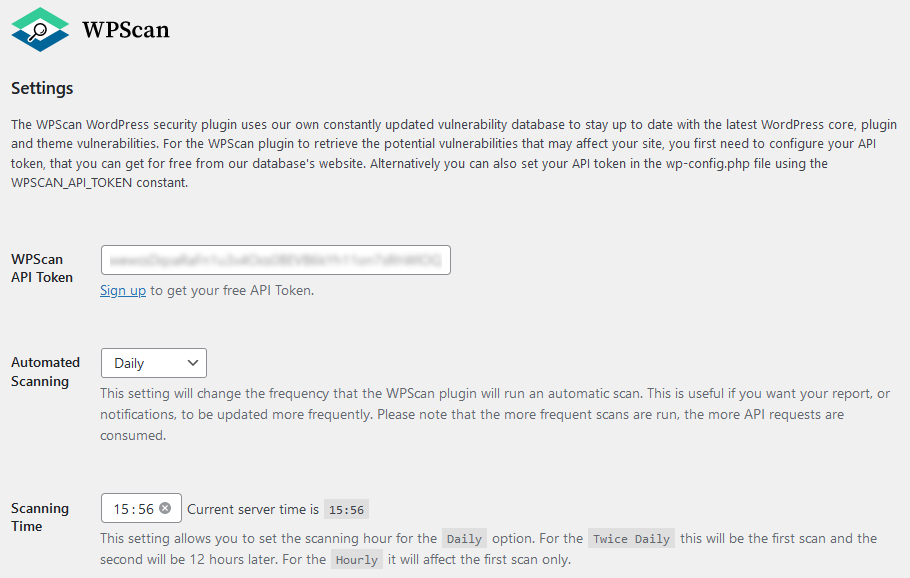 WPScan
Settings
The WPScan WordPress security plugin uses our own constantly updated vulnerability database to stay up to date with the latest WordPress core, plugin
and theme vulnerabilities. For the WPScan plugin to retrieve the potential vulnerabilities that may affect your site, you first need to configure your API
token, that you can get for free from our database's website. Alternatively you can also set your API token in the wp-config.php file using the
WPSCAN_API_TOKEN constant.
WPScan
API Token
Sign up to get your free API Token.
Automated
Scanning
Daily
This setting will change the frequency that the WPScan plugin will run an automatic scan. This is useful if you want your report, or
notifications, to be updated more frequently. Please note that the more frequent scans are run, the more API requests are
consumed.
Scanning
Time
15:56 Current server time is 15:56
This setting allows you to set the scanning hour for the Daily option. For the Twice Daily this will be the first scan and the
second will be 12 hours later. For the Hourly it will affect the first scan only.